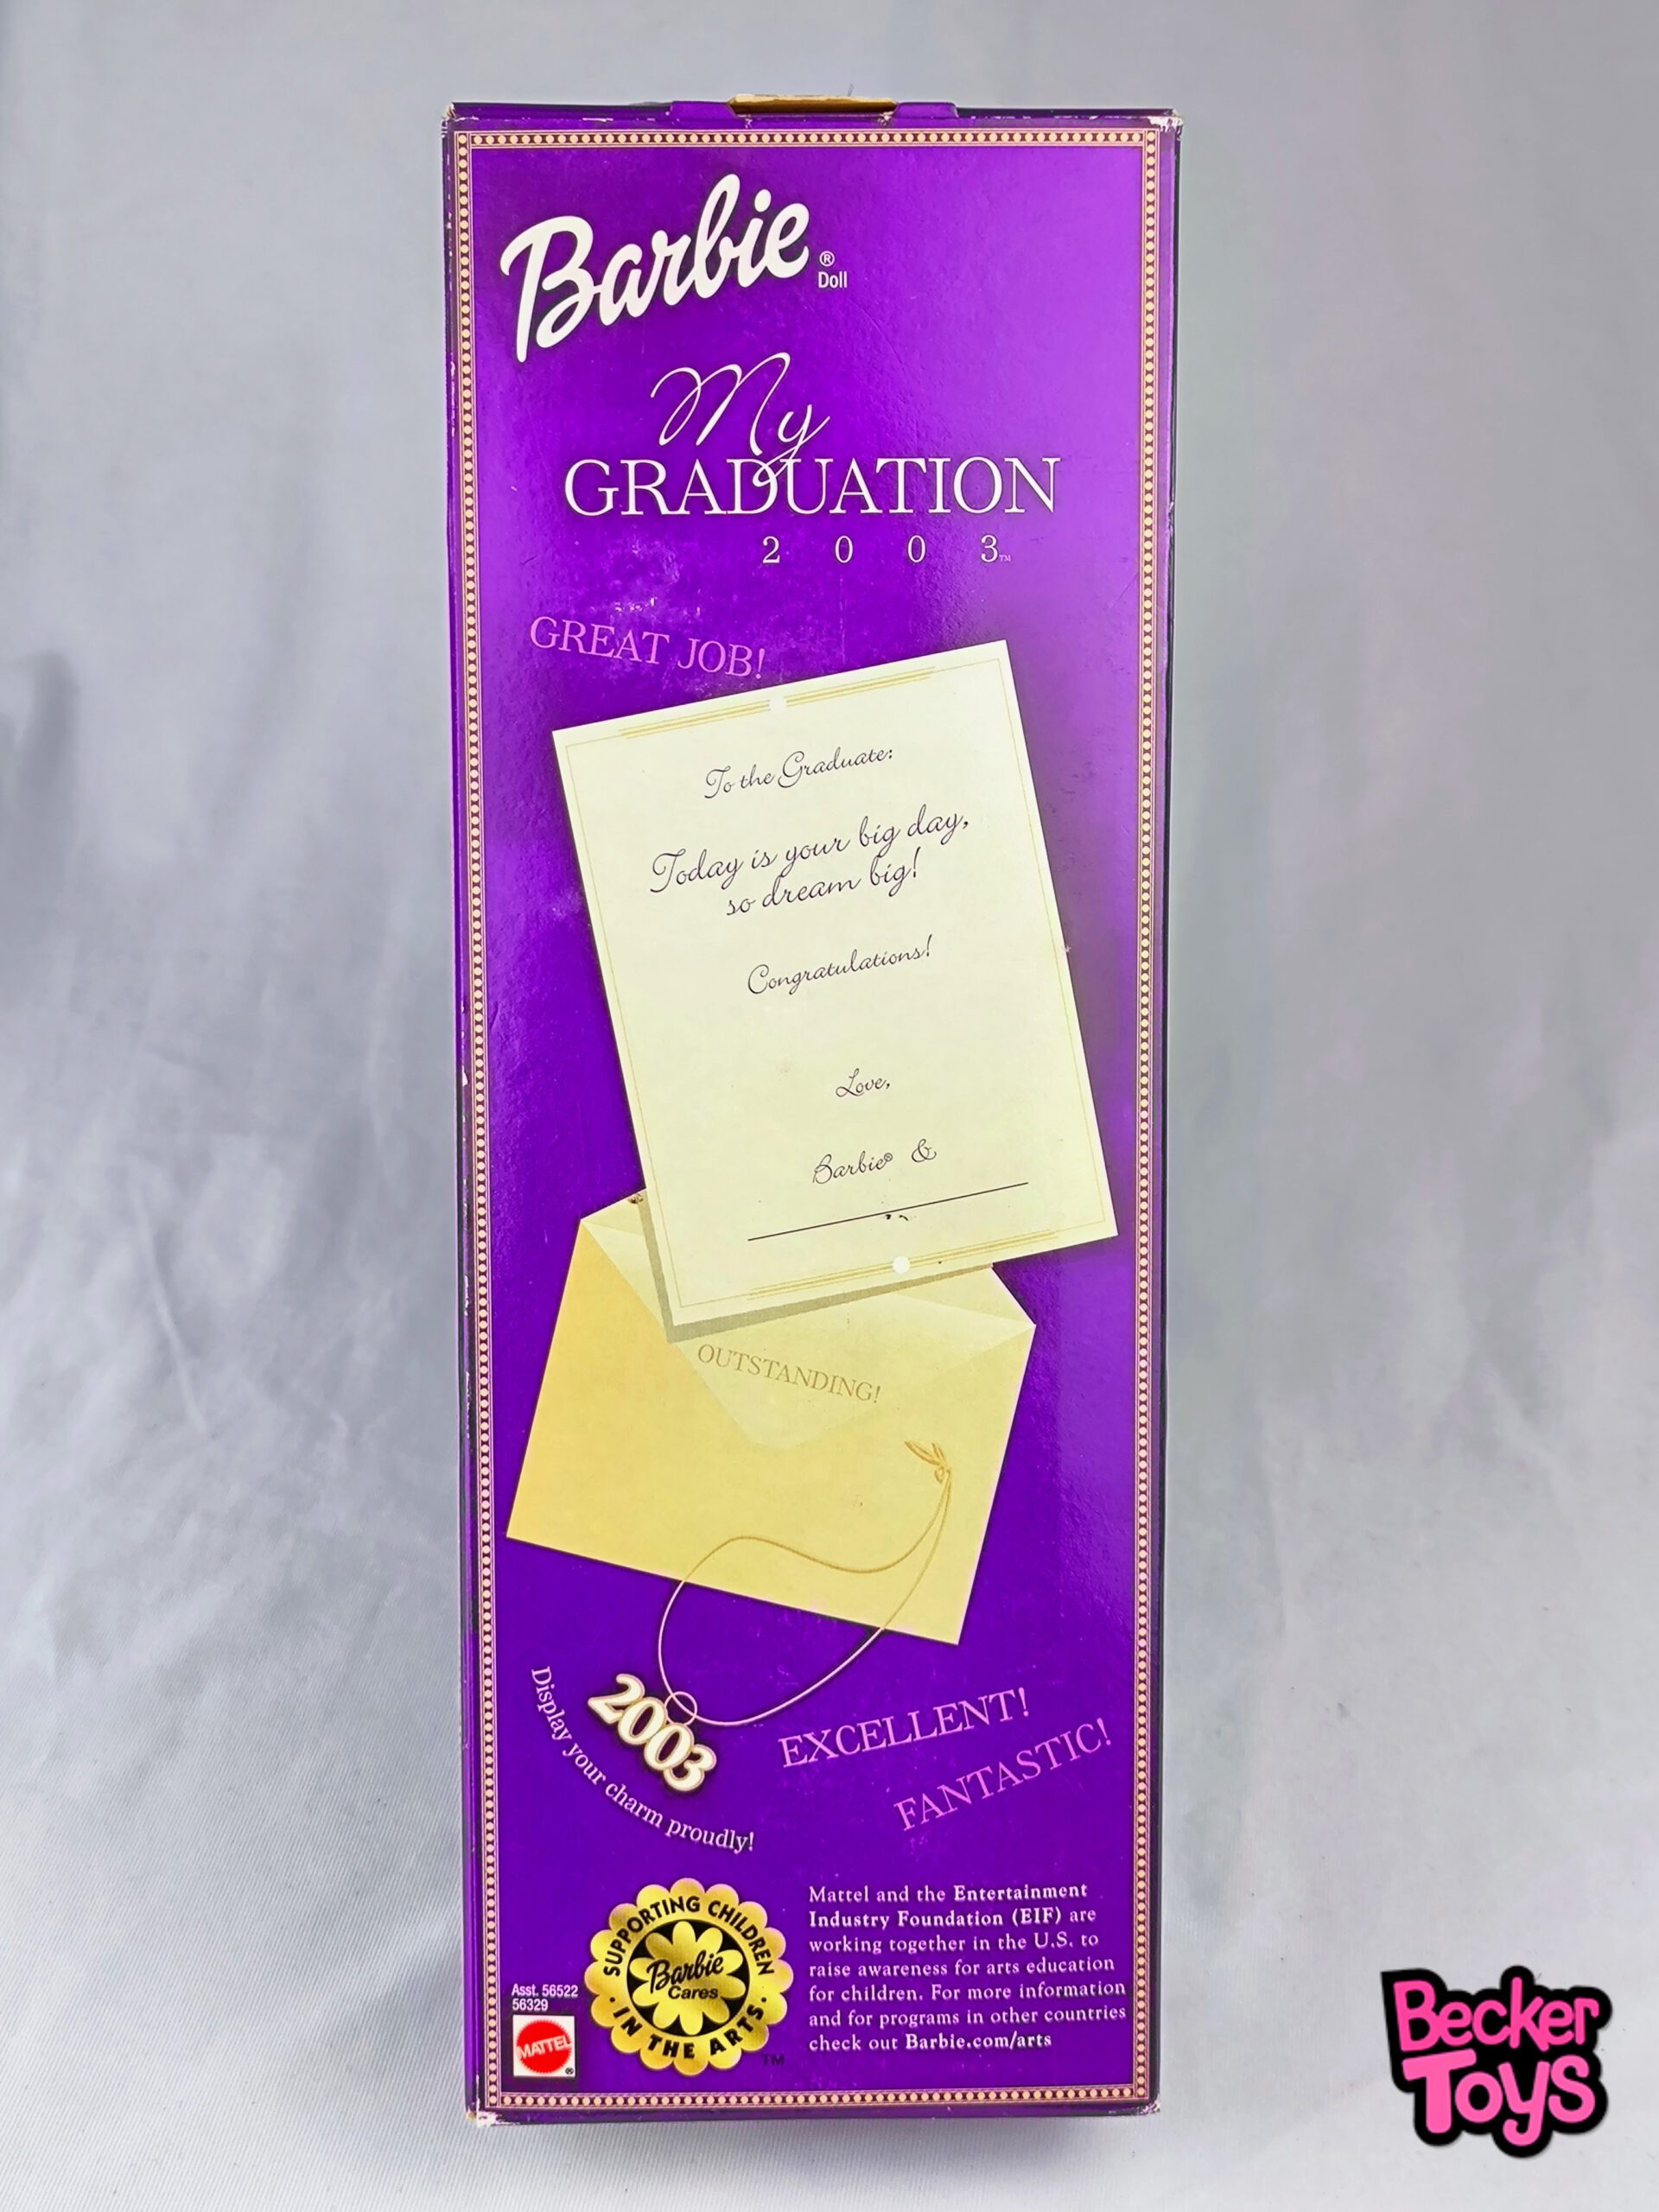 Barbie ®
Doll
My
GRADUATION
2003™
GREAT JOB!
To the Graduate:
Today is your big day,
so dream big!
Congratulations!
Love,
Barbie® &
OUTSTANDING!
2003
Display your charm proudly!
EXCELLENT!
FANTASTIC!
SUPPORTING CHILDREN
Barbie
Cares
· IN THE ARTS ·
TM
Mattel and the Entertainment
Industry Foundation (EIF) are
working together in the U.S. to
raise awareness for arts education
for children. For more information
and for programs in other countries
check out Barbie.com/arts
Asst. 56522
56329
MATTEL
®
Becker
Toys